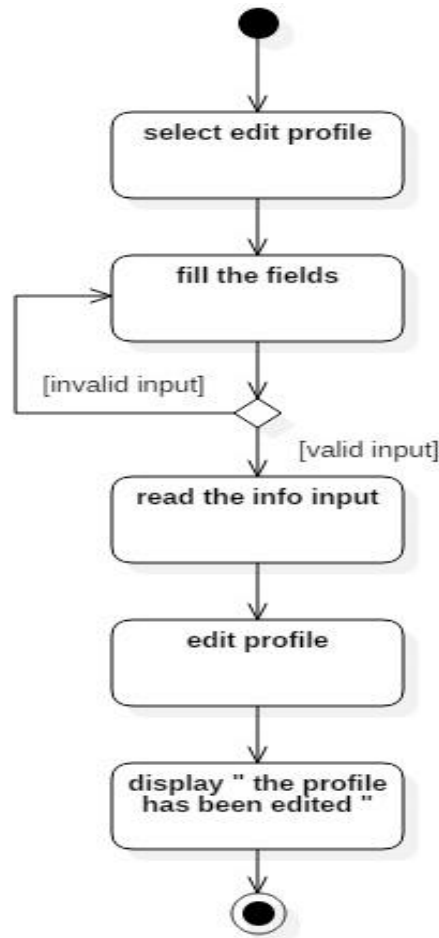 select edit profile
fill the fields
[invalid input]
[valid input]
read the info input
edit profile
display " the profile
has been edited "